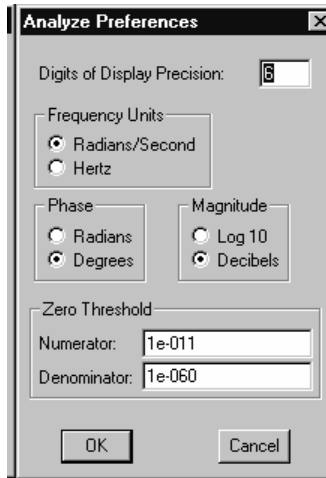 Analyze Preferences
Digits of Display Precision: 6
Frequency Units
Radians/Second
Hertz
Phase
Radians
Degrees
Magnitude
Log 10
Decibels
Zero Threshold
Numerator: 1e-011
Denominator: 1e-060
OK Cancel